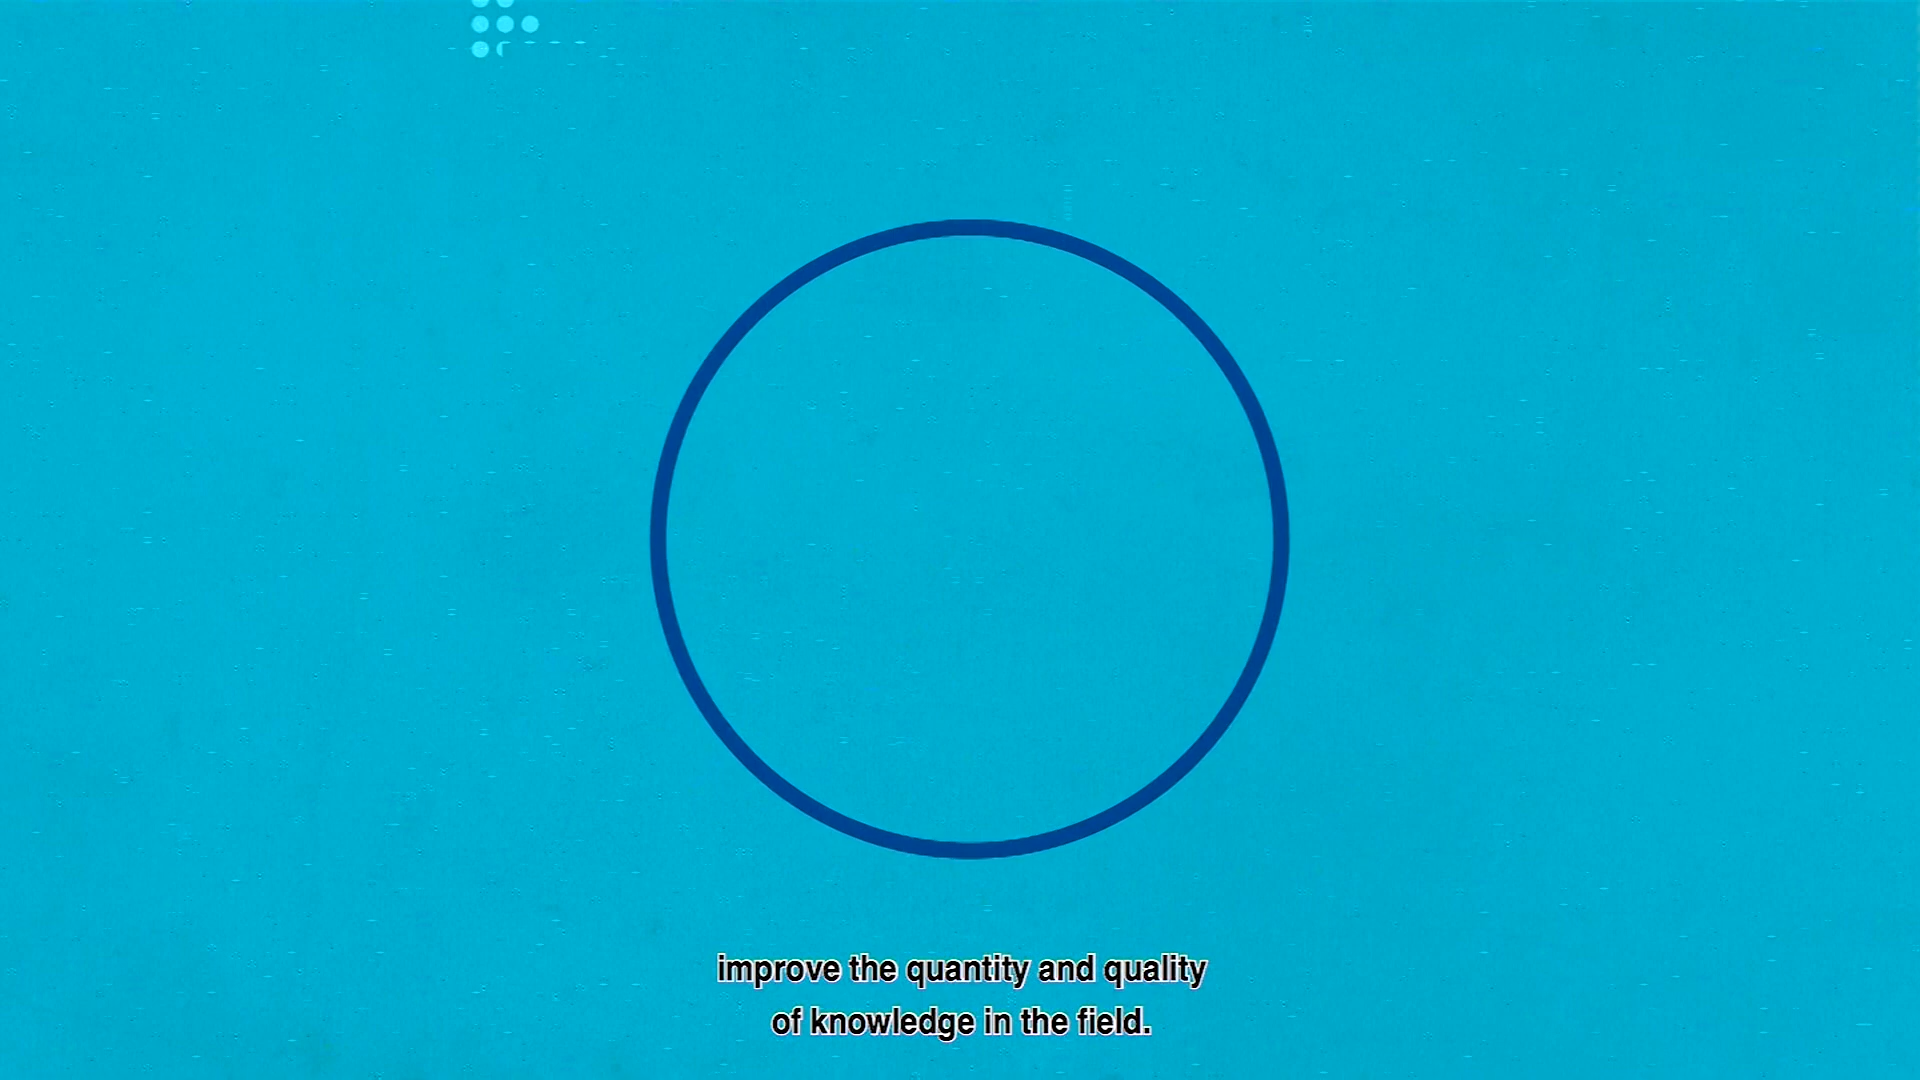 improve the quantity and quality
of knowledge in the field.